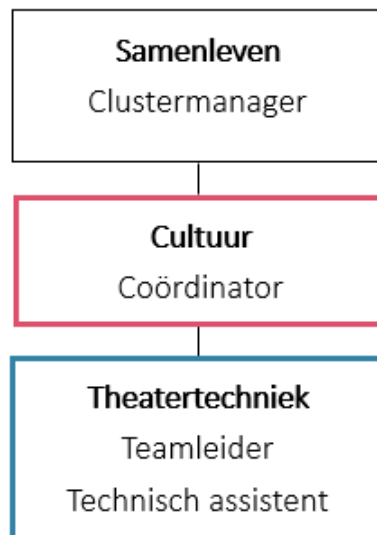 Samenleven
Clustermanager
Cultuur
Coördinator
Theatertechniek
Teamleider
Technisch assistent